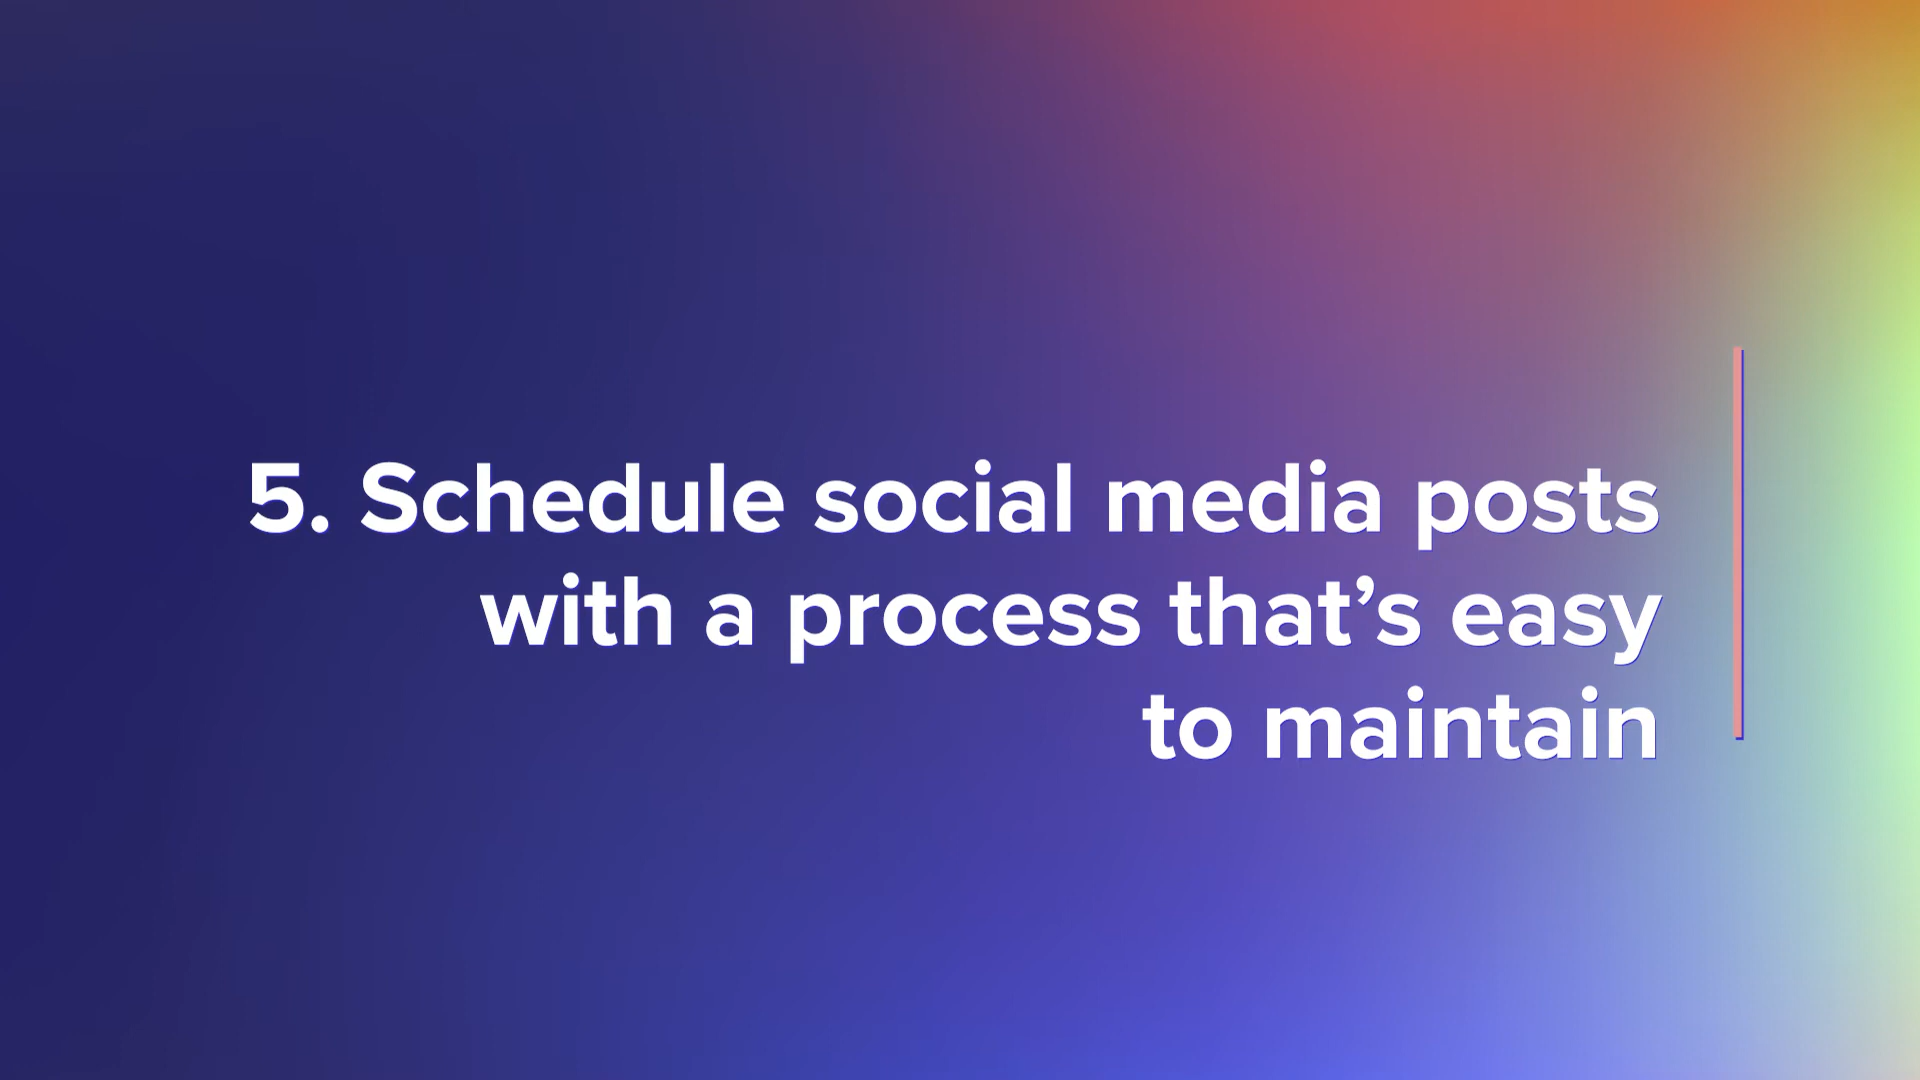 5. Schedule social media posts
with a process that’s easy
to maintain